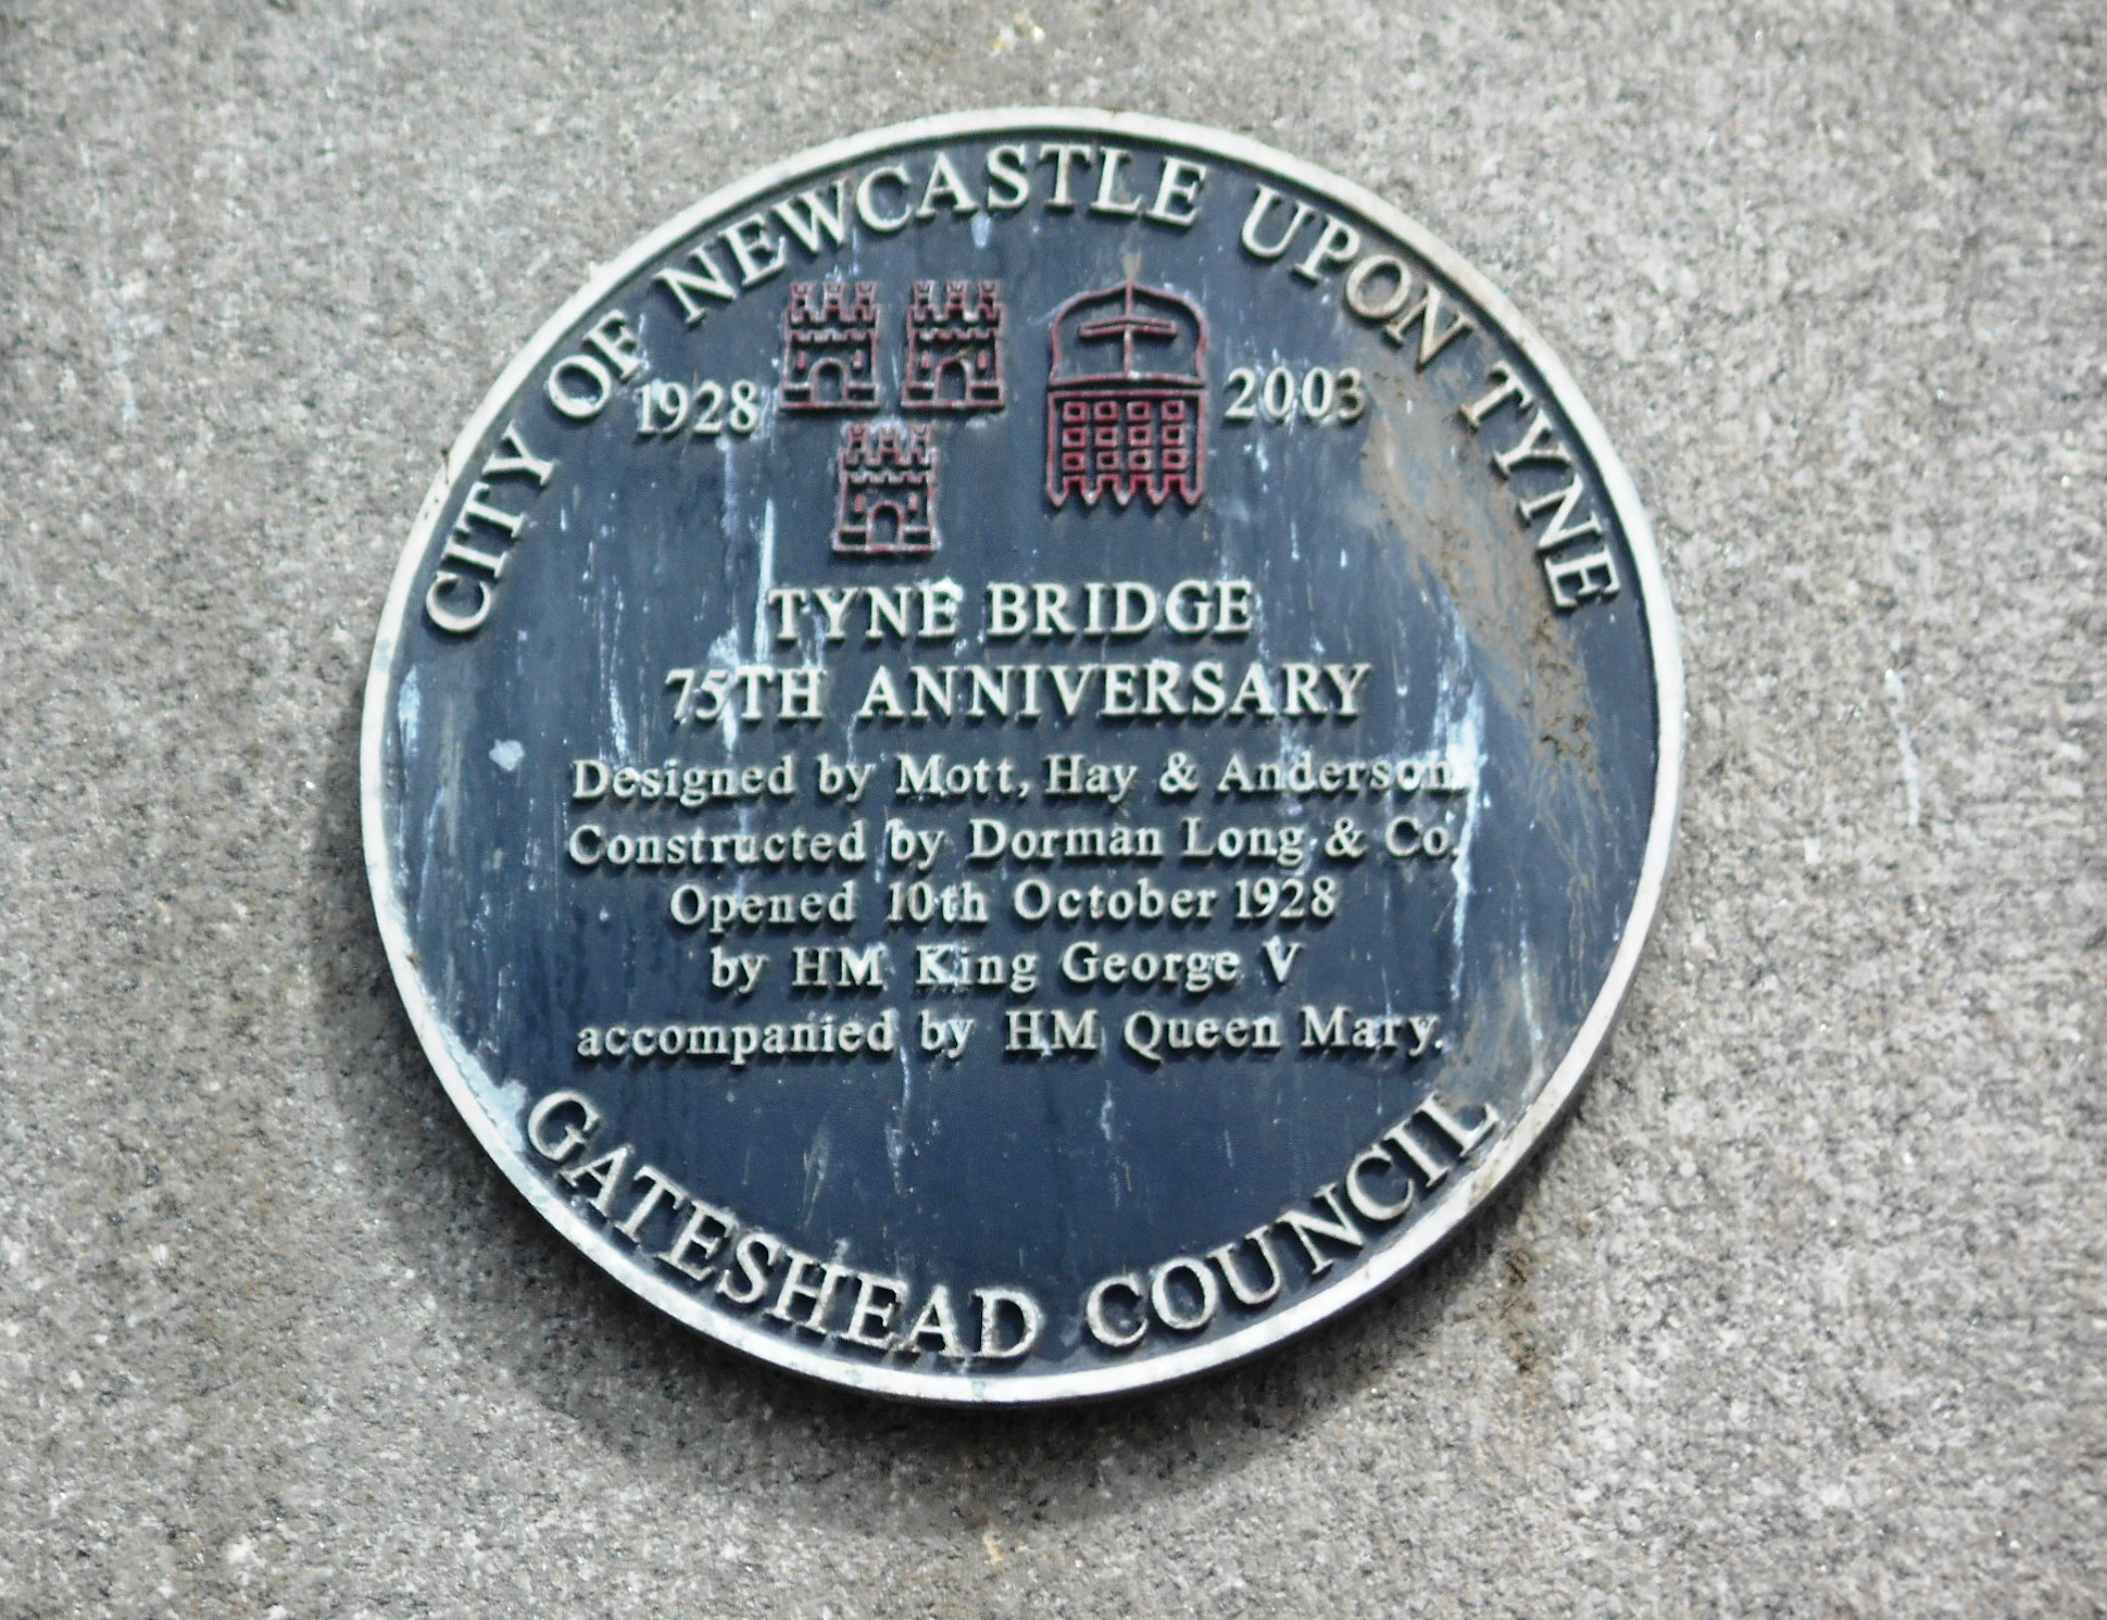 CITY OF NEWCASTLE UPON TYNE
1928 2003
TYNE BRIDGE
75TH ANNIVERSARY
Designed by Mott, Hay & Anderson.
Constructed by Dorman Long & Co.
Opened 10th October 1928
by HM King George V
accompanied by HM Queen Mary.
GATESHEAD COUNCIL